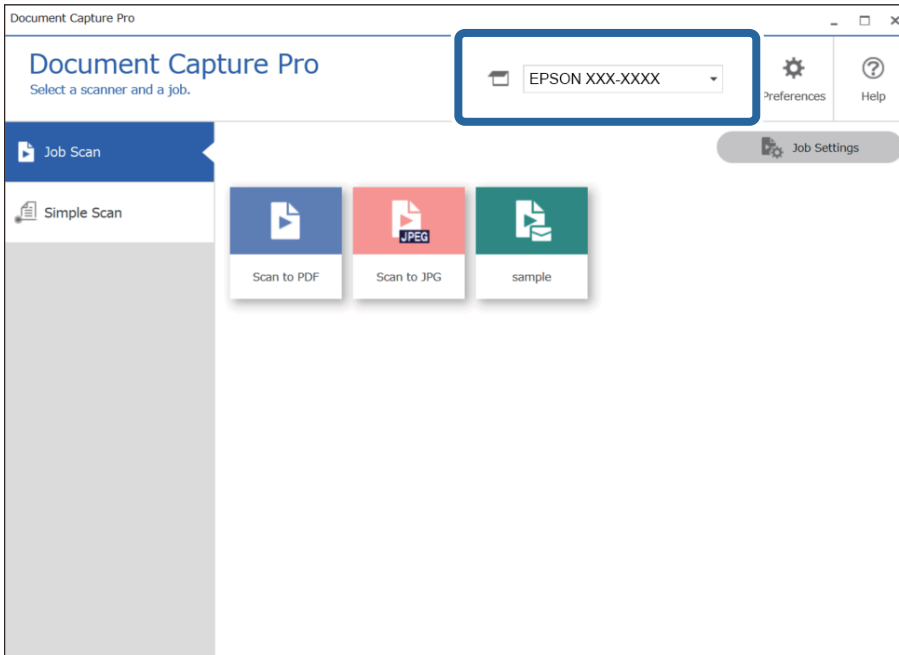 Document Capture Pro
Document Capture Pro
Select a scanner and a job.
EPSON XXX-XXXX
Preferences
Help
Job Scan
Job Settings
Simple Scan
JPEG
Scan to PDF
Scan to JPG
sample